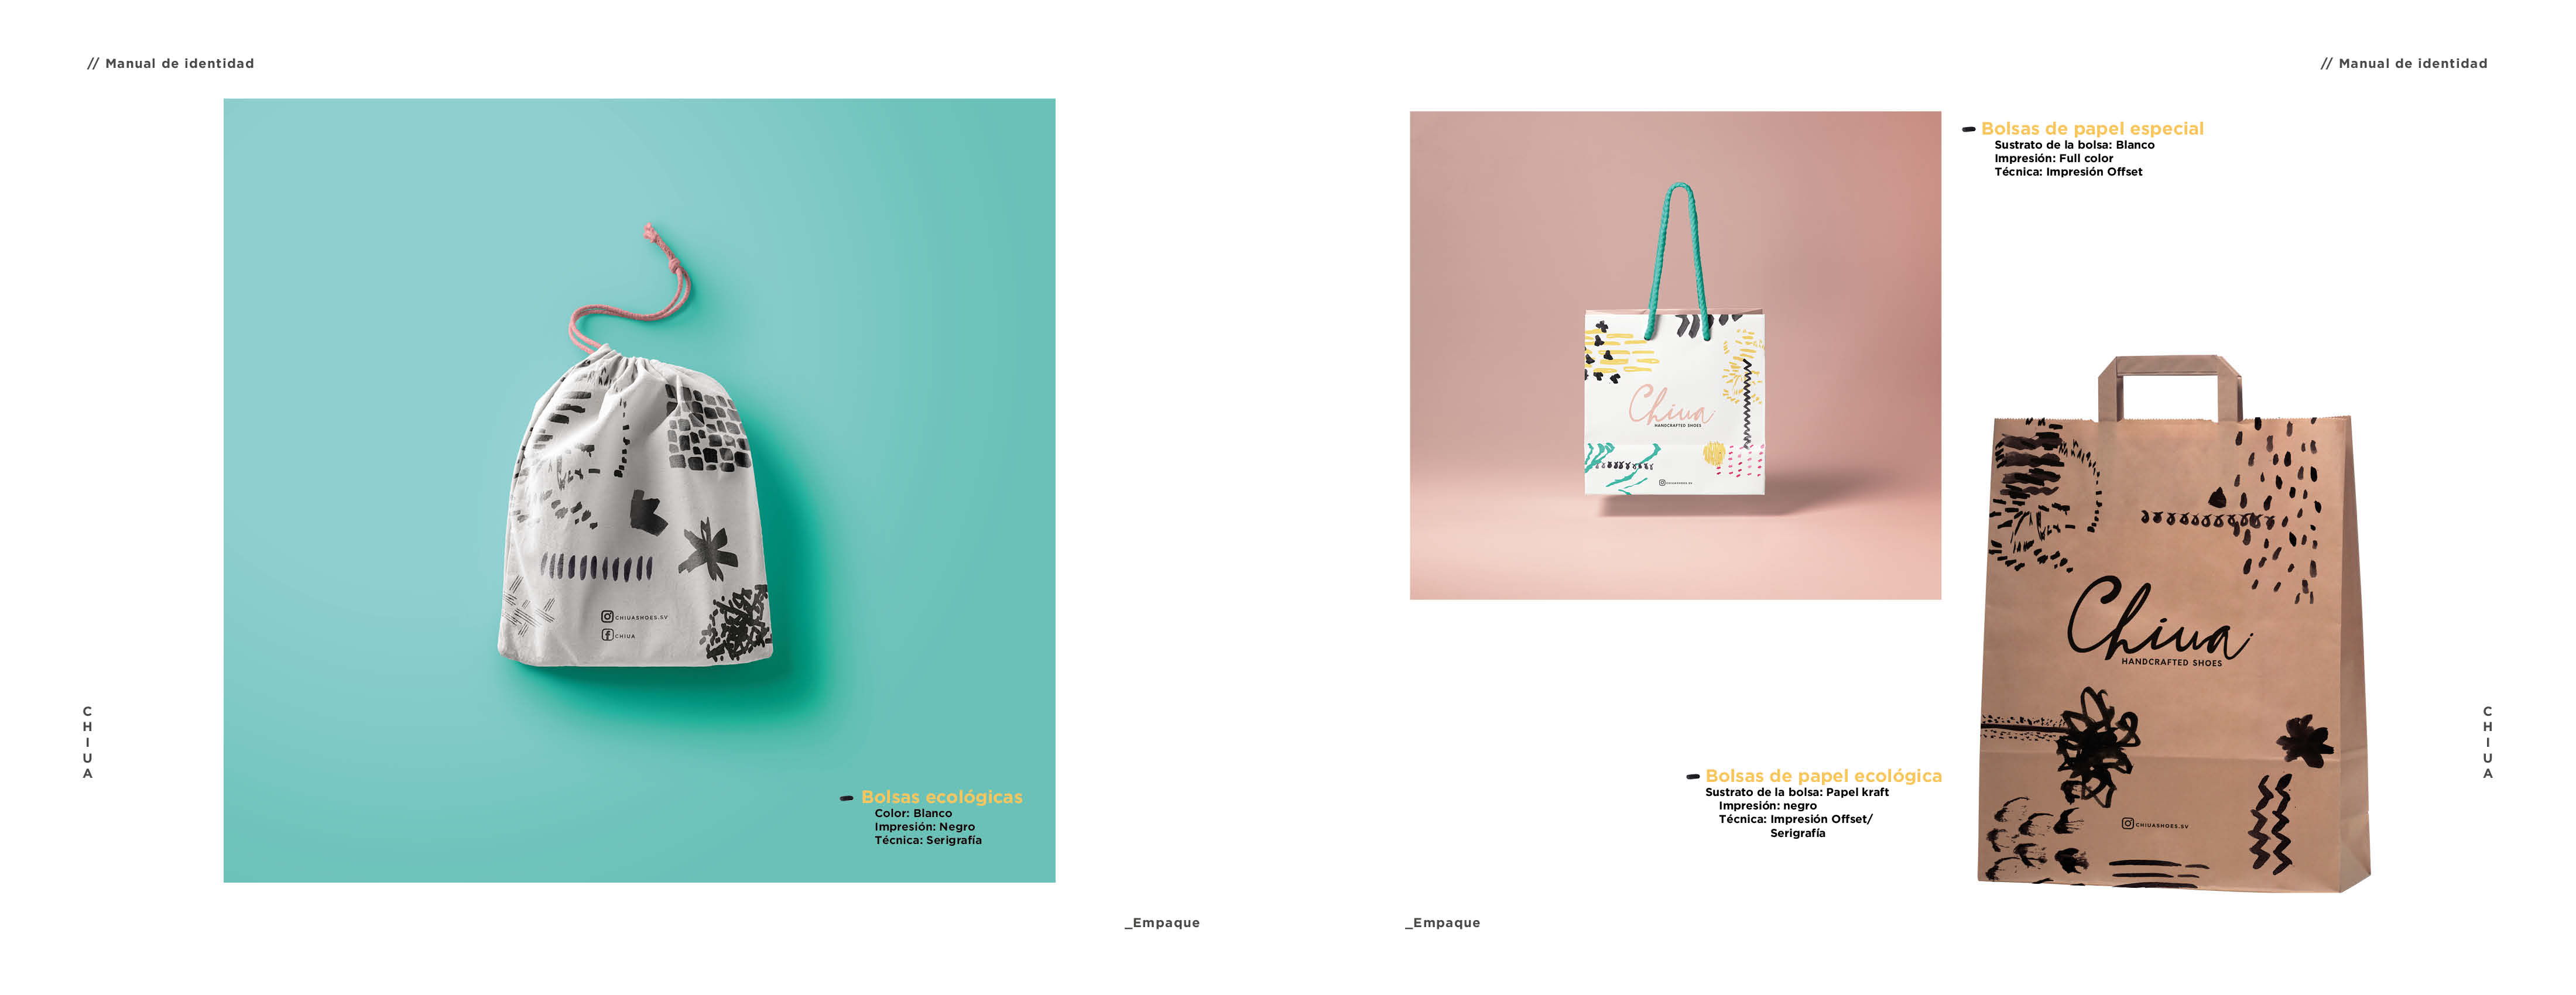 // Manual de identidad
CHIUASHOES.SV
CHIUA
Bolsas ecológicas
Color: Blanco
Impresión: Negro
Técnica: Serigrafía
C
H
I
U
A
_Empaque
// Manual de identidad
Bolsas de papel especial
Sustrato de la bolsa: Blanco
Impresión: Full color
Técnica: Impresión Offset
Chiua
HANDCRAFTED SHOES
CHIUASHOES.SV
Chiua
HANDCRAFTED SHOES
CHIUASHOES.SV
Bolsas de papel ecológica
Sustrato de la bolsa: Papel kraft
Impresión: negro
Técnica: Impresión Offset/
Serigrafía
C
H
I
U
A
_Empaque